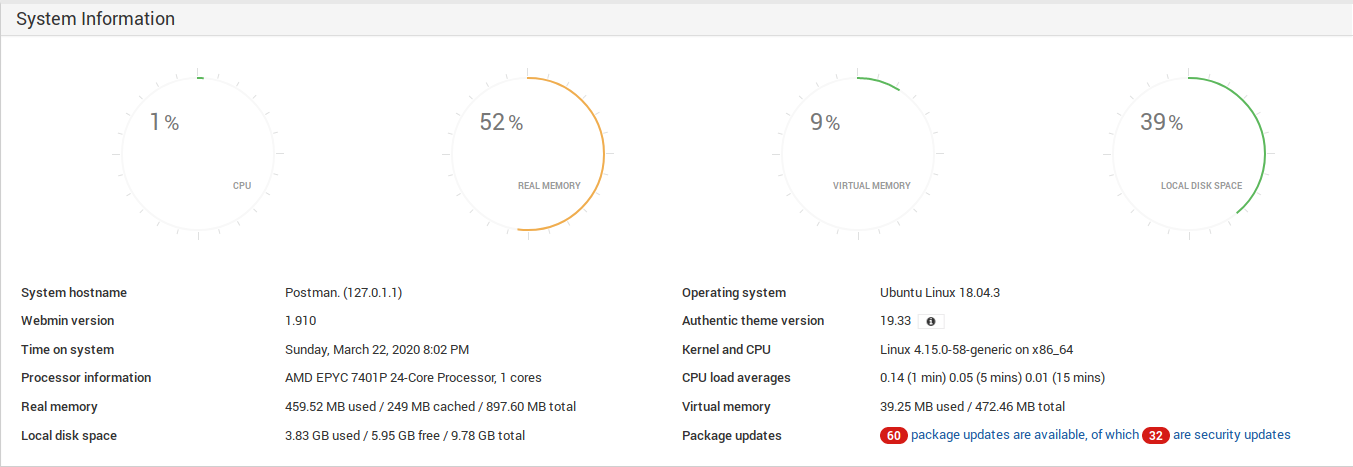 System Information
1% 52% 9% 39%
CPU REAL MEMORY VIRTUAL MEMORY LOCAL DISK SPACE
System hostname Postman. (127.0.1.1) Operating system Ubuntu Linux 18.04.3
Webmin version 1.910 Authentic theme version 19.33
Time on system Sunday, March 22, 2020 8:02 PM Kernel and CPU Linux 4.15.0-58-generic on x86_64
Processor information AMD EPYC 7401P 24-Core Processor, 1 cores CPU load averages 0.14 (1 min) 0.05 (5 mins) 0.01 (15 mins)
Real memory 459.52 MB used / 249 MB cached / 897.60 MB total Virtual memory 39.25 MB used / 472.46 MB total
Local disk space 3.83 GB used / 5.95 GB free / 9.78 GB total Package updates 60 package updates are available, of which 32 are security updates